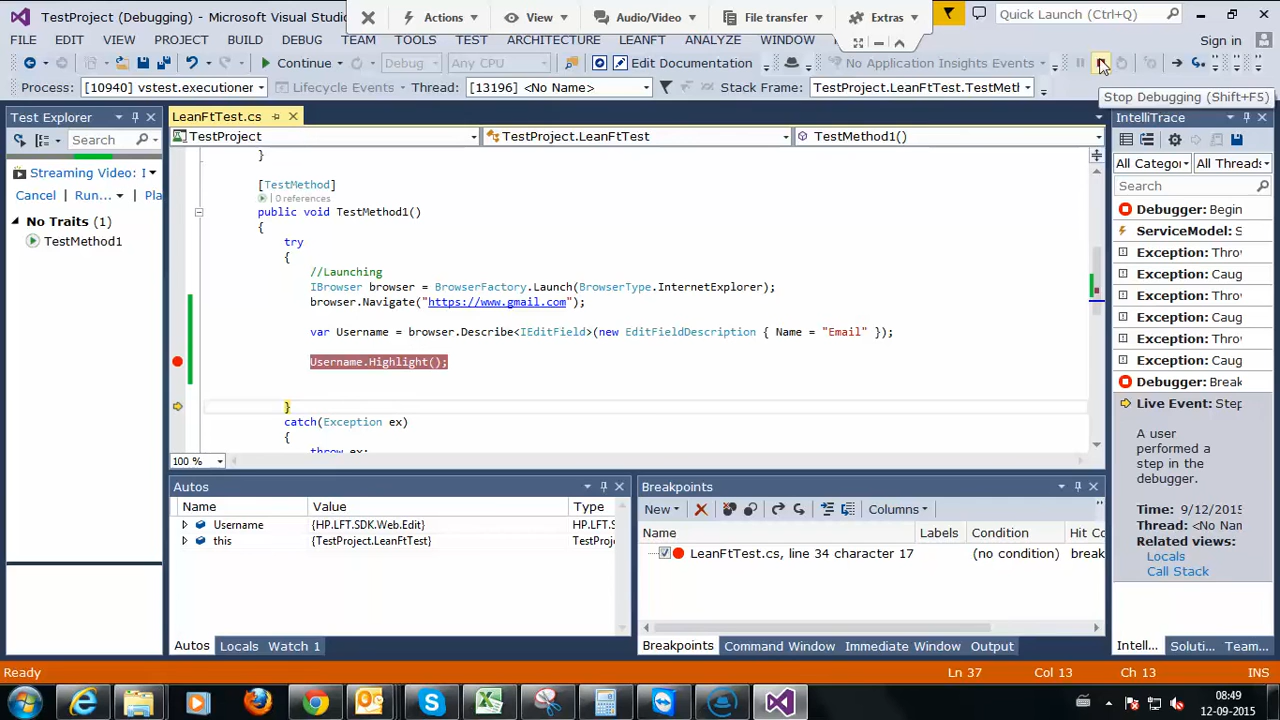 TestProject (Debugging) - Microsoft Visual Studio
Actions
View
Audio/Video
File transfer
Extras
Quick Launch (Ctrl+Q)
FILE EDIT VIEW PROJECT BUILD DEBUG TEAM TOOLS TEST ARCHITECTURE LEANFT ANALYZE WINDOW
Sign in
Continue
Debug
Any CPU
Edit Documentation
No Application Insights Events
Process: [10940] vstest.executioner
Lifecycle Events
Thread: [13196] <No Name>
Stack Frame: TestProject.LeanFtTest.TestMeth
Stop Debugging (Shift+F5)
Test Explorer
Search
Streaming Video: I
Cancel Run... Pla
No Traits (1)
TestMethod1
LeanFtTest.cs
TestProject
TestProject.LeanFtTest
TestMethod1()
}
[TestMethod]
0 references
public void TestMethod1()
{
try
{
//Launching
IBrowser browser = BrowserFactory.Launch(BrowserType.InternetExplorer);
browser.Navigate("https://www.gmail.com");
var Username = browser.Describe<IEditField>(new EditFieldDescription { Name = "Email" });
Username.Highlight();
}
catch(Exception ex)
{
throw ex;
100 %
IntelliTrace
All Catego
All Thread
Search
Debugger: Begin
ServiceModel: S
Exception: Thro
Exception: Caug
Exception: Thro
Exception: Caug
Exception: Thro
Exception: Caug
Debugger: Break
Live Event: Step
A user
performed a
step in the
debugger.
Time: 9/12/2015
Thread: <No Nan
Related views:
Locals
Call Stack
Intell... Soluti... Team...
Autos
Name Value Type
Username {HP.LFT.SDK.Web.Edit} HP.LFT.S
this {TestProject.LeanFtTest} TestProje
Autos Locals Watch 1
Breakpoints
New
Columns
Name Labels Condition Hit Co
LeanFtTest.cs, line 34 character 17 (no condition) break
Breakpoints Command Window Immediate Window Output
Ready
Ln 37 Col 13 Ch 13 INS
08:49
12-09-2015